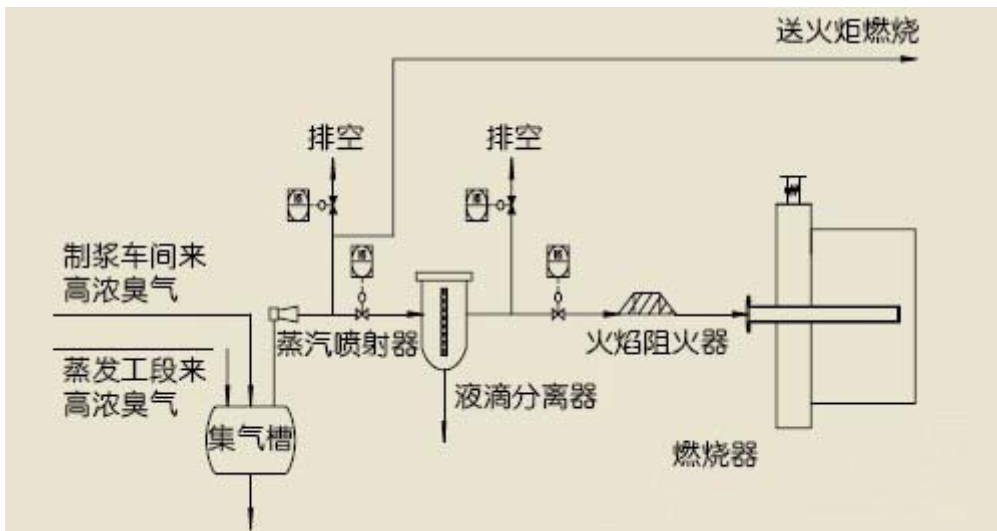 送火炬燃烧
排空
排空
制浆车间来
高浓臭气
蒸汽喷射器
火焰阻火器
蒸发工段来
高浓臭气
液滴分离器
集气槽
燃烧器